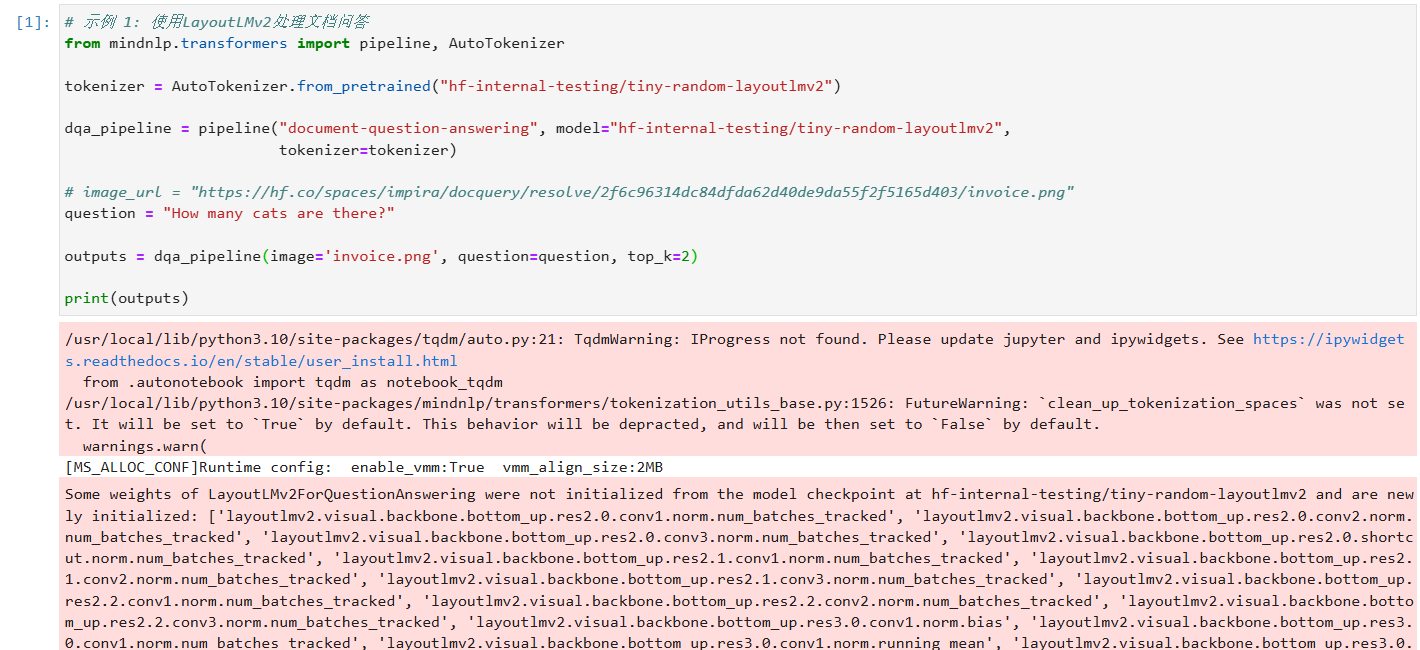 [1]: # 示例 1: 使用LayoutLMv2处理文档问答
from mindnlp.transformers import pipeline, AutoTokenizer
tokenizer = AutoTokenizer.from_pretrained("hf-internal-testing/tiny-random-layoutlmv2")
dqa_pipeline = pipeline("document-question-answering", model="hf-internal-testing/tiny-random-layoutlmv2",
tokenizer=tokenizer)
# image_url = "https://hf.co/spaces/impira/docquery/resolve/2f6c96314dc84dfda62d40de9da55f2f5165d403/invoice.png"
question = "How many cats are there?"
outputs = dqa_pipeline(image='invoice.png', question=question, top_k=2)
print(outputs)
/usr/local/lib/python3.10/site-packages/tqdm/auto.py:21: TqdmWarning: IProgress not found. Please update jupyter and ipywidgets. See https://ipywidget
s.readthedocs.io/en/stable/user_install.html
from .autonotebook import tqdm as notebook_tqdm
/usr/local/lib/python3.10/site-packages/mindnlp/transformers/tokenization_utils_base.py:1526: FutureWarning: `clean_up_tokenization_spaces` was not se
t. It will be set to `True` by default. This behavior will be depracted, and will be then set to `False` by default.
warnings.warn(
[MS_ALLOC_CONF]Runtime config:  enable_vmm:True  vmm_align_size:2MB
Some weights of LayoutLMv2ForQuestionAnswering were not initialized from the model checkpoint at hf-internal-testing/tiny-random-layoutlmv2 and are new
ly initialized: ['layoutlmv2.visual.backbone.bottom_up.res2.0.conv1.norm.num_batches_tracked', 'layoutlmv2.visual.backbone.bottom_up.res2.0.conv2.norm.
num_batches_tracked', 'layoutlmv2.visual.backbone.bottom_up.res2.0.conv3.norm.num_batches_tracked', 'layoutlmv2.visual.backbone.bottom_up.res2.0.shortc
ut.norm.num_batches_tracked', 'layoutlmv2.visual.backbone.bottom_up.res2.1.conv1.norm.num_batches_tracked', 'layoutlmv2.visual.backbone.bottom_up.res2.
1.conv2.norm.num_batches_tracked', 'layoutlmv2.visual.backbone.bottom_up.res2.1.conv3.norm.num_batches_tracked', 'layoutlmv2.visual.backbone.bottom_up.
res2.2.conv1.norm.num_batches_tracked', 'layoutlmv2.visual.backbone.bottom_up.res2.2.conv2.norm.num_batches_tracked', 'layoutlmv2.visual.backbone.botto
m_up.res2.2.conv3.norm.num_batches_tracked', 'layoutlmv2.visual.backbone.bottom_up.res3.0.conv1.norm.bias', 'layoutlmv2.visual.backbone.bottom_up.res3.
0.conv1.norm.num_batches_tracked', 'layoutlmv2.visual.backbone.bottom_up.res3.0.conv1.norm.running_mean', 'layoutlmv2.visual.backbone.bottom_up.res3.0.